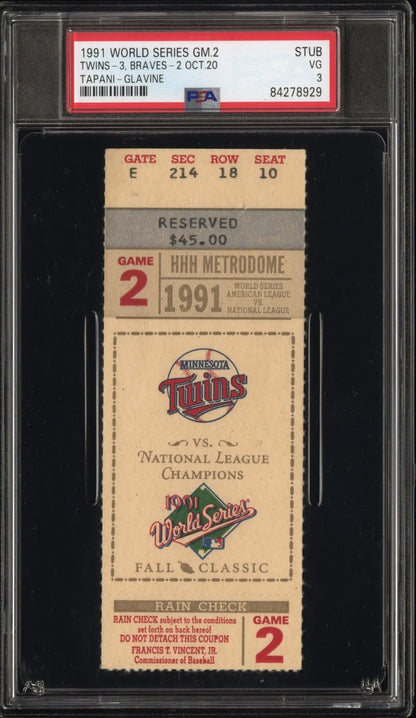 1991 WORLD SERIES GM.2 STUB
TWINS-3, BRAVES-2 OCT.20 VG
TAPANI-GLAVINE 3
PSA 84278929
GATE SEC ROW SEAT
E 214 18 10
RESERVED
$45.00
GAME
2
HHH METRODOME
1991
WORLD SERIES
AMERICAN LEAGUE
VS.
NATIONAL LEAGUE
MINNESOTA
Twins
VS.
NATIONAL LEAGUE
CHAMPIONS
1991
World Series
FALL CLASSIC
RAIN CHECK
RAIN CHECK subject to the conditions
set forth on back hereof
DO NOT DETACH THIS COUPON
FRANCIS T. VINCENT, JR.
Commissioner of Baseball
GAME
2